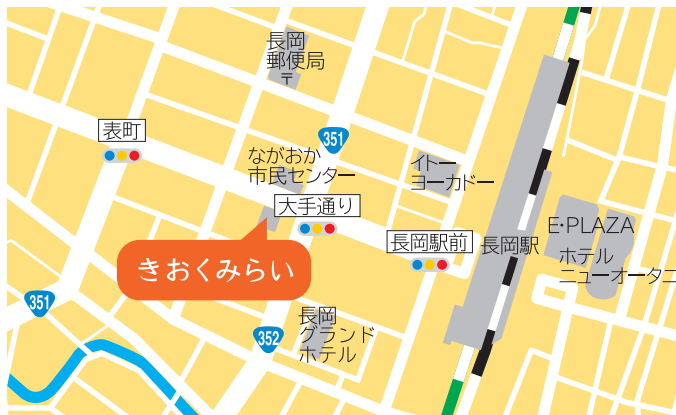 長岡
郵便局
〒
表町
351
ながおか
市民センター
イトー
ヨーカドー
大手通り
E・PLAZA
長岡駅前
長岡駅
ホテル
ニューオータニ
きおくみらい
351
352
長岡
グランド
ホテル